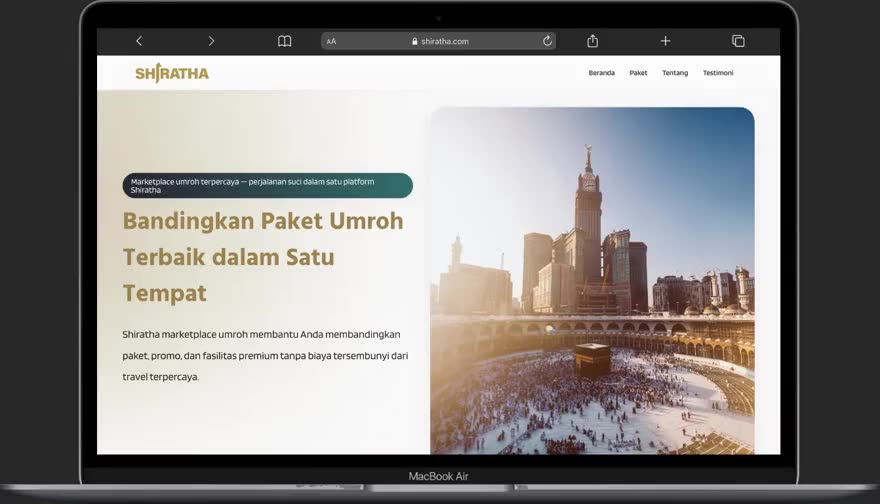 AA shiratha.com
SHIRATHA
Beranda Paket Tentang Testimoni
Marketplace umroh terpercaya — perjalanan suci dalam satu platform
Shiratha
Bandingkan Paket Umroh
Terbaik dalam Satu
Tempat
Shiratha marketplace umroh membantu Anda membandingkan
paket, promo, dan fasilitas premium tanpa biaya tersembunyi dari
travel terpercaya.
MacBook Air